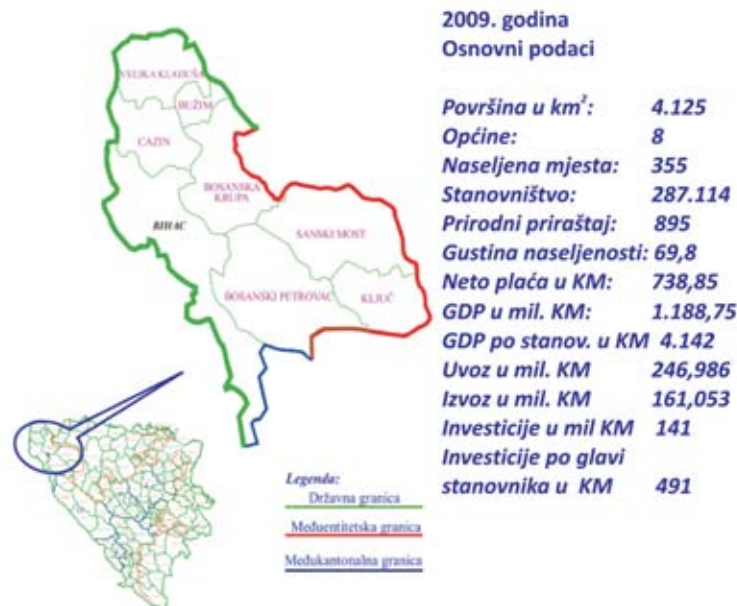 2009. godina
Osnovni podaci
Površina u km²: 4.125
Općine: 8
Naseljena mjesta: 355
Stanovništvo: 287.114
Prirodni priraštaj: 895
Gustina naseljenosti: 69,8
Neto plaća u KM: 738,85
GDP u mil. KM: 1.188,75
GDP po stanov. u KM 4.142
Uvoz u mil. KM 246,986
Izvoz u mil. KM 161,053
Investicije u mil KM 141
Investicije po glavi
stanovnika u KM 491
VELIKA KLADUŠA
BUŽIM
CAZIN
BOSANSKA
KRUPA
BIHAĆ
SANSKI MOST
BOSANSKI PETROVAC
KLJUČ
Legenda:
Državna granica
Međuentitetska granica
Međukantonalna granica